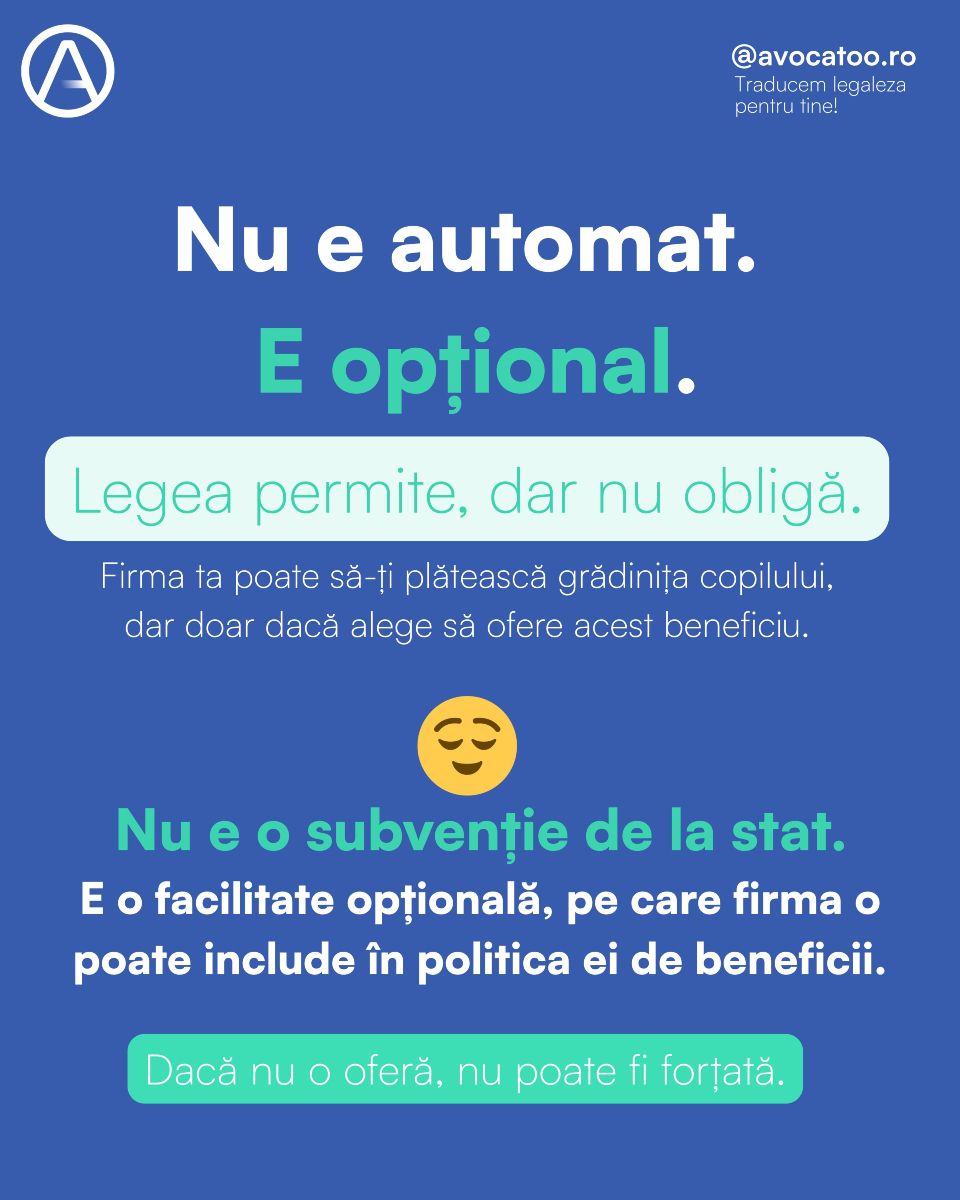 @avocatoo.ro
Traducem legaleza
pentru tine!
Nu e automat.
E opțional.
Legea permite, dar nu obligă.
Firma ta poate să-ți plătească grădinița copilului,
dar doar dacă alege să ofere acest beneficiu.
Nu e o subvenție de la stat.
E o facilitate opțională, pe care firma o
poate include în politica ei de beneficii.
Dacă nu o oferă, nu poate fi forțată.